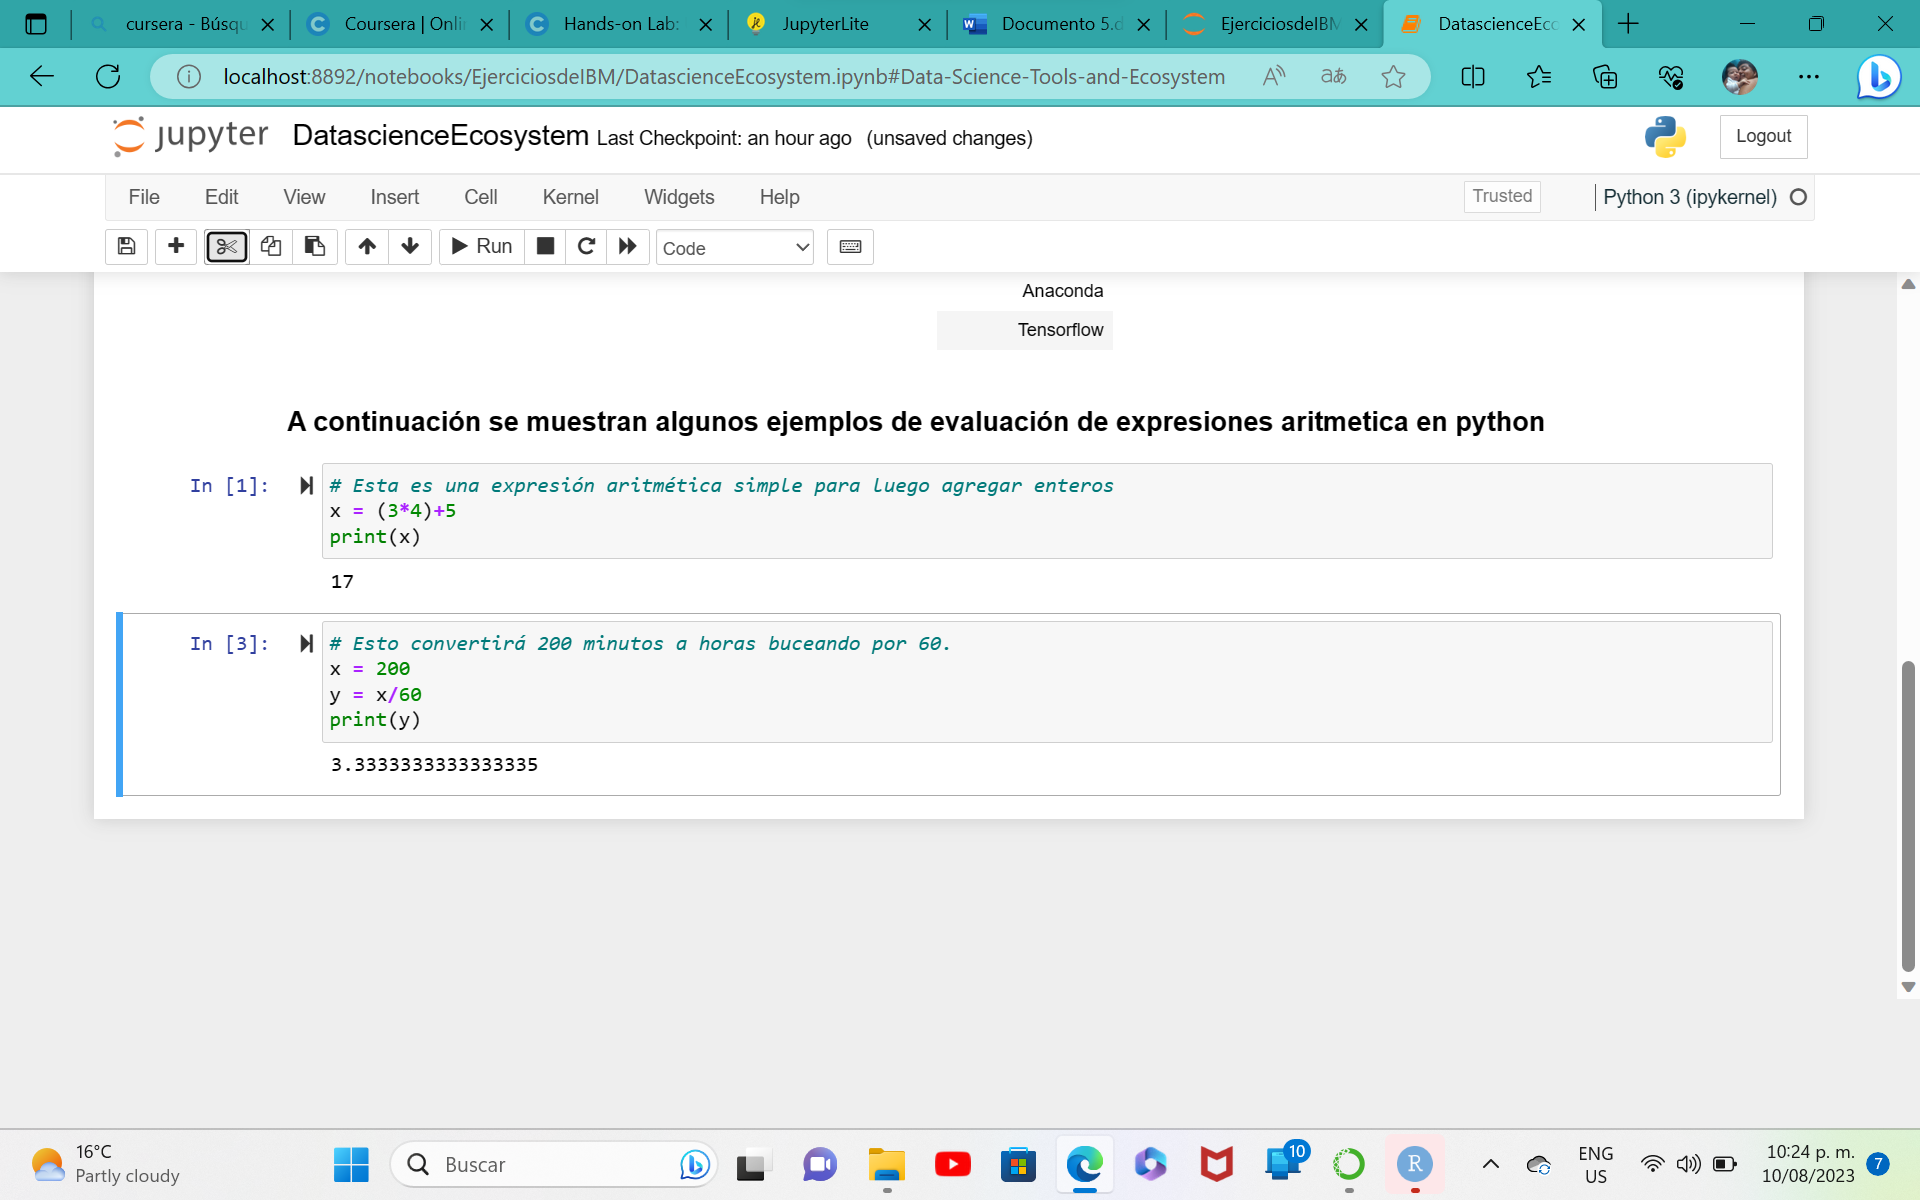 cursera - Búsqu
Coursera | Onli
Hands-on Lab:
JupyterLite
Documento 5.d
EjerciciosdeIBM
DatascienceEco
localhost:8892/notebooks/EjerciciosdeIBM/DatascienceEcosystem.ipynb#Data-Science-Tools-and-Ecosystem
jupyter DatascienceEcosystem Last Checkpoint: an hour ago (unsaved changes)
Logout
File Edit View Insert Cell Kernel Widgets Help
Trusted
Python 3 (ipykernel)
Run
Code
Anaconda
Tensorflow
A continuación se muestran algunos ejemplos de evaluación de expresiones aritmetica en python
In [1]:
# Esta es una expresión aritmética simple para luego agregar enteros
x = (3*4)+5
print(x)
17
In [3]:
# Esto convertirá 200 minutos a horas buceando por 60.
x = 200
y = x/60
print(y)
3.3333333333333335
16°C
Partly cloudy
Buscar
10
R
ENG
US
10:24 p. m.
10/08/2023
7